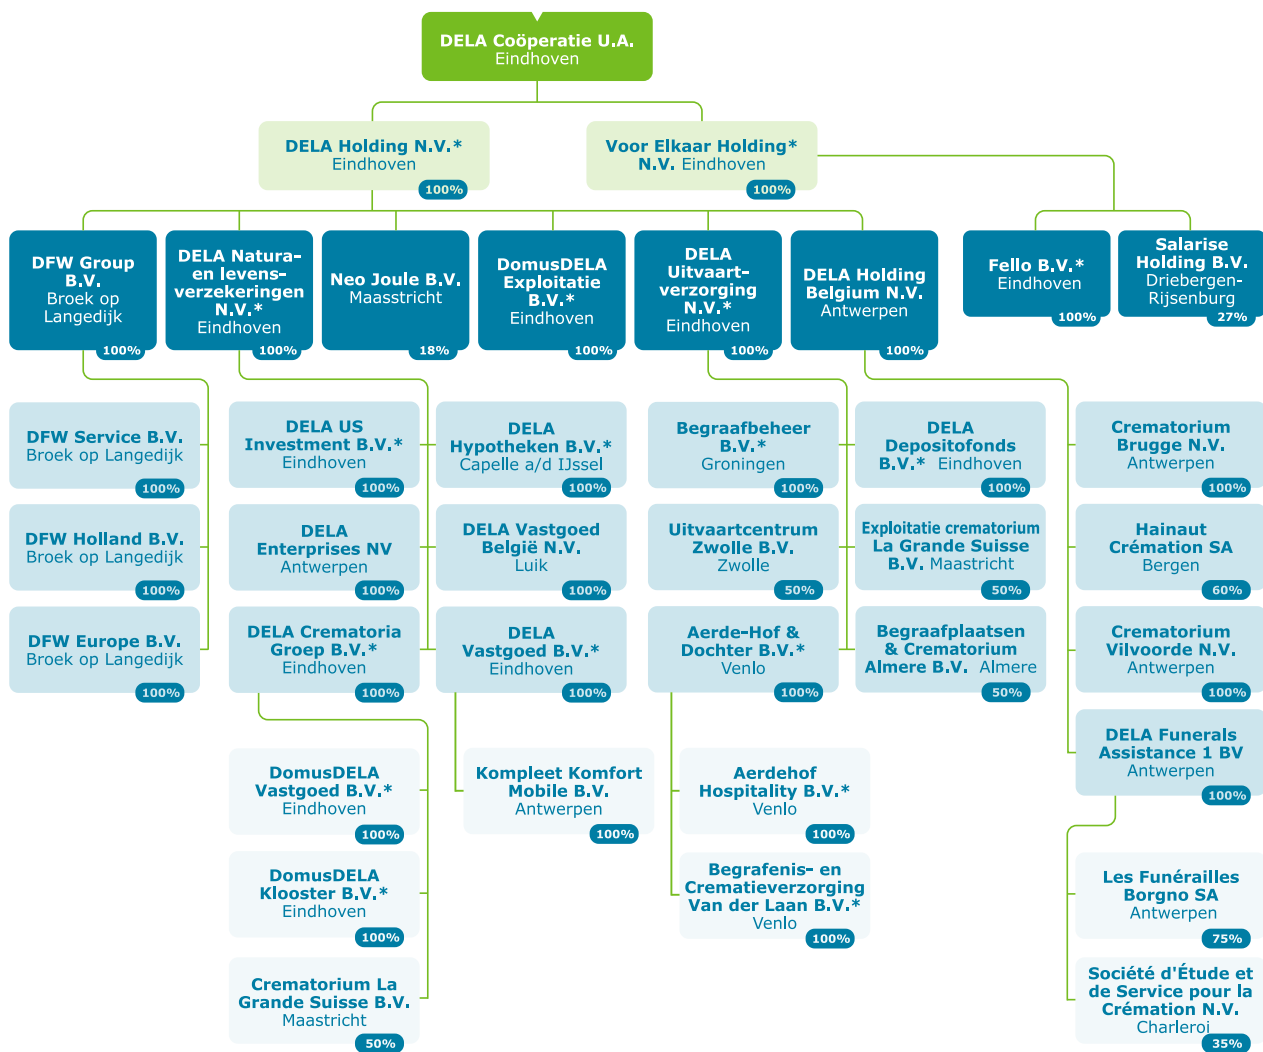 DELA Coöperatie U.A.
Eindhoven
DELA Holding N.V.*
Eindhoven
100%
Voor Elkaar Holding*
N.V. Eindhoven
100%
DFW Group
B.V.
Broek op
Langedijk
100%
DELA Natura-
en levens-
verzekeringen
N.V.*
Eindhoven
100%
Neo Joule B.V.
Maasstricht
18%
DomusDELA
Exploitatie
B.V.*
Eindhoven
100%
DELA
Uitvaart-
verzorging
N.V.*
Eindhoven
100%
DELA Holding
Belgium N.V.
Antwerpen
100%
Fello B.V.*
Eindhoven
100%
Salarise
Holding B.V.
Driebergen-
Rijsenburg
27%
DFW Service B.V.
Broek op Langedijk
100%
DELA US
Investment B.V.*
Eindhoven
100%
DELA
Hypotheken B.V.*
Capelle a/d IJssel
100%
Begraafbeheer
B.V.*
Groningen
100%
DELA
Depositofonds
B.V.* Eindhoven
100%
Crematorium
Brugge N.V.
Antwerpen
100%
DFW Holland B.V.
Broek op Langedijk
100%
DELA
Enterprises NV
Antwerpen
100%
DELA Vastgoed
België N.V.
Luik
100%
Uitvaartcentrum
Zwolle B.V.
Zwolle
50%
Exploitatie crematorium
La Grande Suisse
B.V. Maastricht
50%
Hainaut
Crémation SA
Bergen
60%
DFW Europe B.V.
Broek op Langedijk
100%
DELA Crematoria
Groep B.V.*
Eindhoven
100%
DELA
Vastgoed B.V.*
Eindhoven
100%
Aerde-Hof &
Dochter B.V.*
Venlo
100%
Begraafplaatsen
& Crematorium
Almere B.V. Almere
50%
Crematorium
Vilvoorde N.V.
Antwerpen
100%
DELA Funerals
Assistance 1 BV
Antwerpen
100%
DomusDELA
Vastgoed B.V.*
Eindhoven
100%
Kompleet Komfort
Mobile B.V.
Antwerpen
100%
Aerdehof
Hospitality B.V.*
Venlo
100%
DomusDELA
Klooster B.V.*
Eindhoven
100%
Begrafenis- en
Crematieverzorging
Van der Laan B.V.*
Venlo
100%
Les Funérailles
Borgno SA
Antwerpen
75%
Crematorium La
Grande Suisse B.V.
Maastricht
50%
Société d'Étude et
de Service pour la
Crémation N.V.
Charleroi
35%